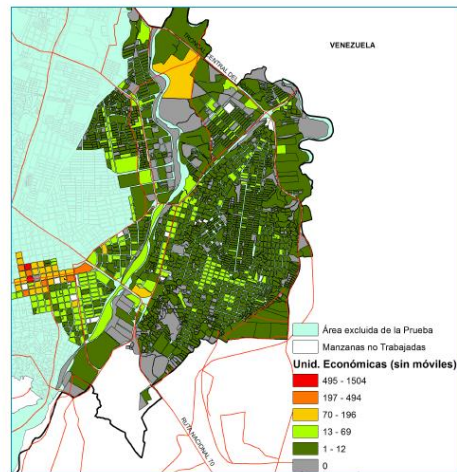 VENEZUELA
TRONCAL CENTRAL DEL
RUTA NACIONAL 70
Área excluida de la Prueba
Manzanas no Trabajadas
Unid. Económicas (sin móviles)
495 - 1504
197 - 494
70 - 196
13 - 69
1 - 12
0